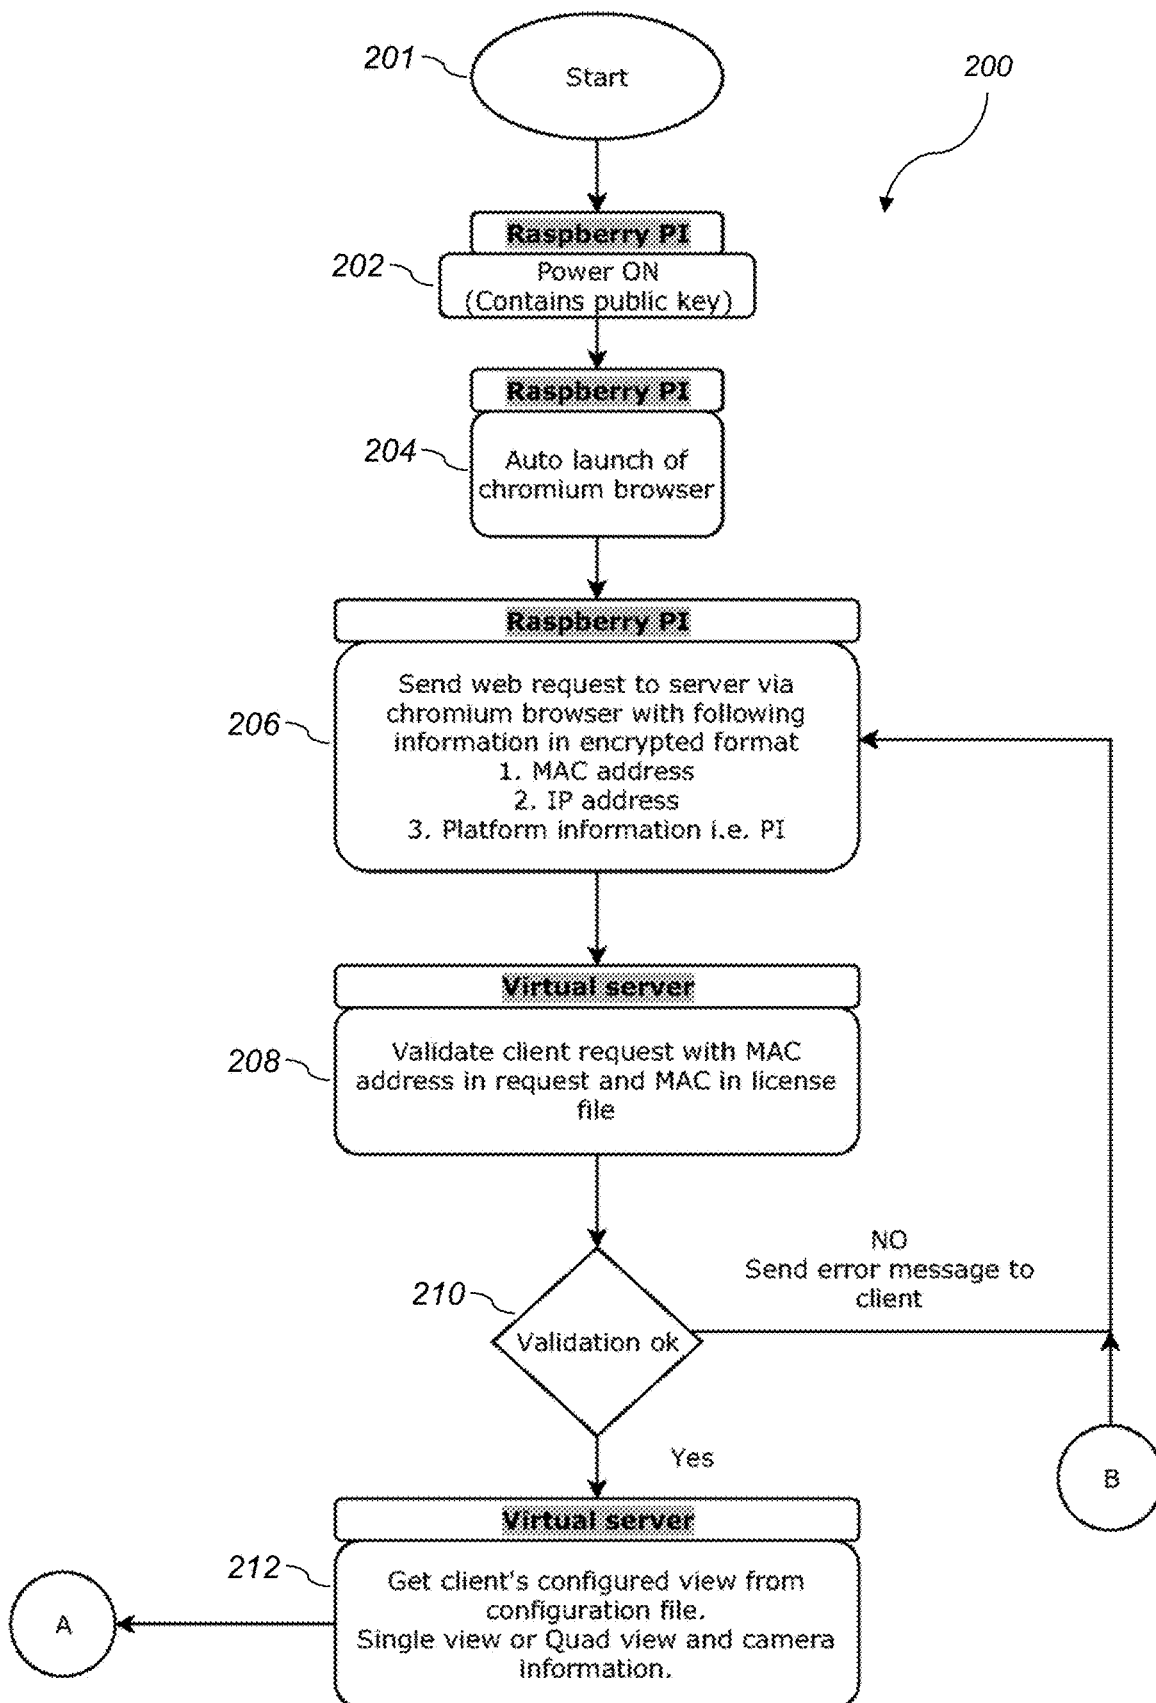 201
Start
200
Raspberry PI
202
Power ON
(Contains public key)
Raspberry PI
204
Auto launch of
chromium browser
Raspberry PI
206
Send web request to server via
chromium browser with following
information in encrypted format
1. MAC address
2. IP address
3. Platform information i.e. PI
Virtual server
208
Validate client request with MAC
address in request and MAC in license
file
NO
Send error message to
client
210
Validation ok
Yes
B
Virtual server
212
Get client's configured view from
configuration file.
Single view or Quad view and camera
information.
A